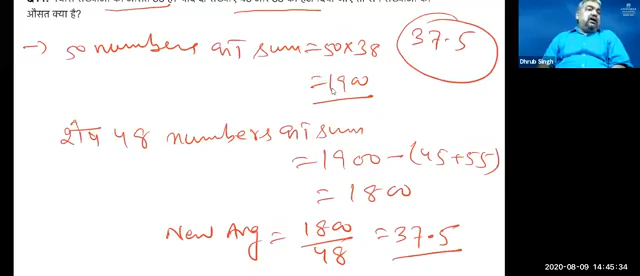 औसत क्या है?
→ 50 numbers का sum = 50 × 38
= 1900
37.5
Dhrub Singh
शेष 48 numbers का sum
= 1900 - (45 + 55)
= 1800
New Avg = 1800 / 48 = 37.5
2020-08-09 14:45:34